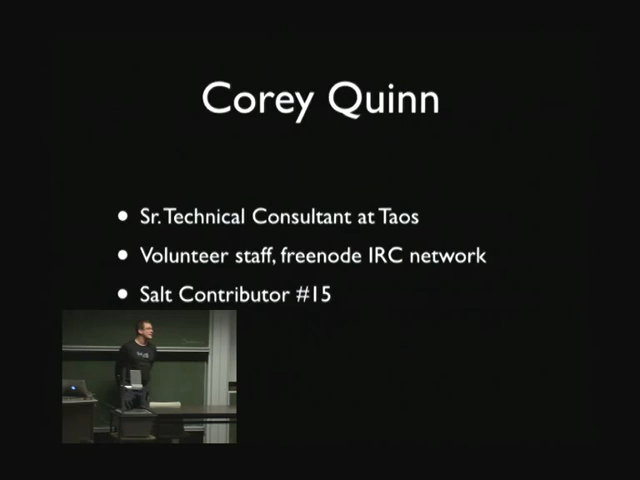 Corey Quinn
• Sr. Technical Consultant at Taos
• Volunteer staff, freenode IRC network
• Salt Contributor #15